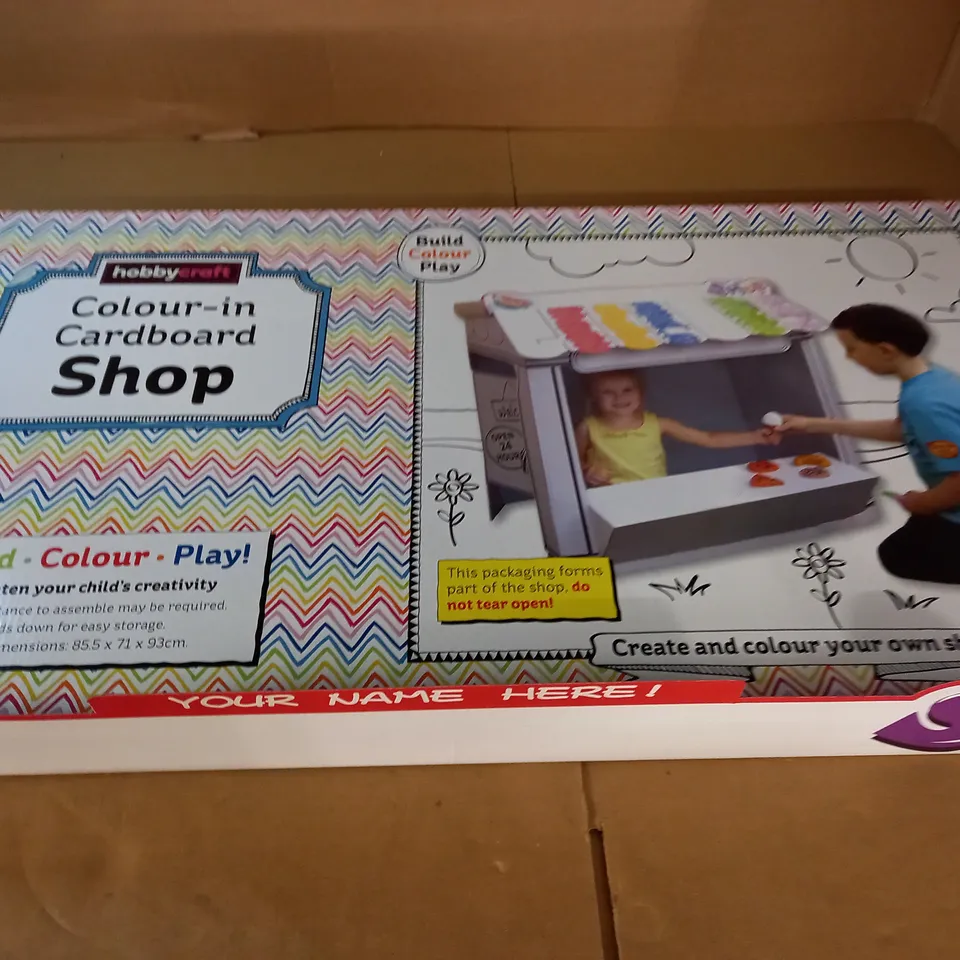 hobbycraft
Colour-in
Cardboard
Shop
Build
Colour
Play
OPEN
24
HOURS
d · Colour · Play!
ten your child's creativity
tance to assemble may be required.
ds down for easy storage.
mensions: 85.5 x 71 x 93cm.
This packaging forms
part of the shop, do
not tear open!
Create and colour your own sh
YOUR NAME HERE!